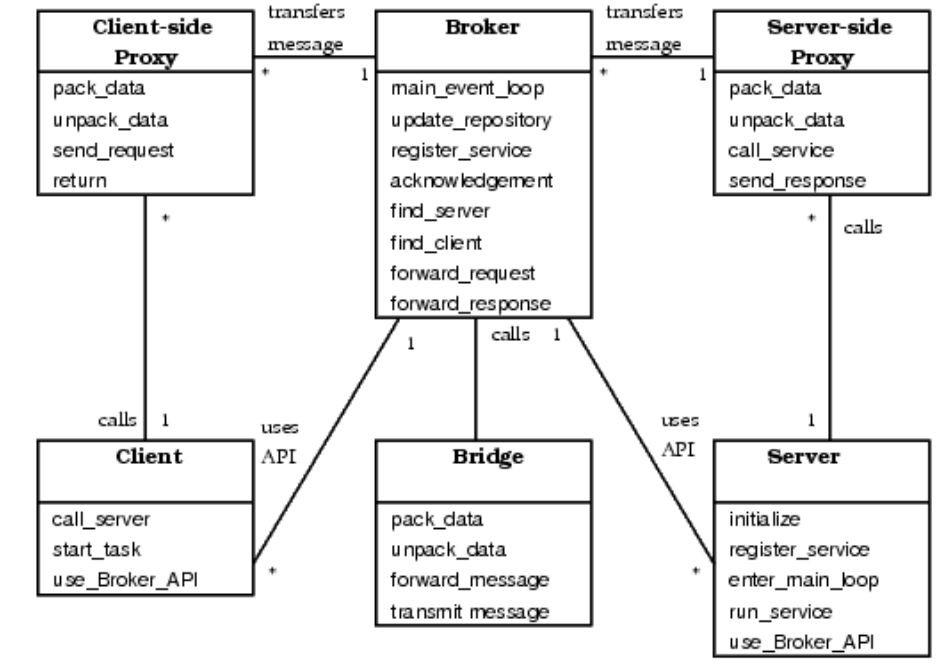 Client-side
Proxy
pack_data
unpack_data
send_request
return
transfers
message
*
1
Broker
main_event_loop
update_repository
register_service
acknowledgement
find_server
find_client
forward_request
forward_response
transfers
message
*
1
Server-side
Proxy
pack_data
unpack_data
call_service
send_response
*
*
calls
1
calls
1
calls
1
uses
API
*
uses
API
*
1
Client
call_server
start_task
use_Broker_API
Bridge
pack_data
unpack_data
forward_message
transmit message
Server
initialize
register_service
enter_main_loop
run_service
use_Broker_API